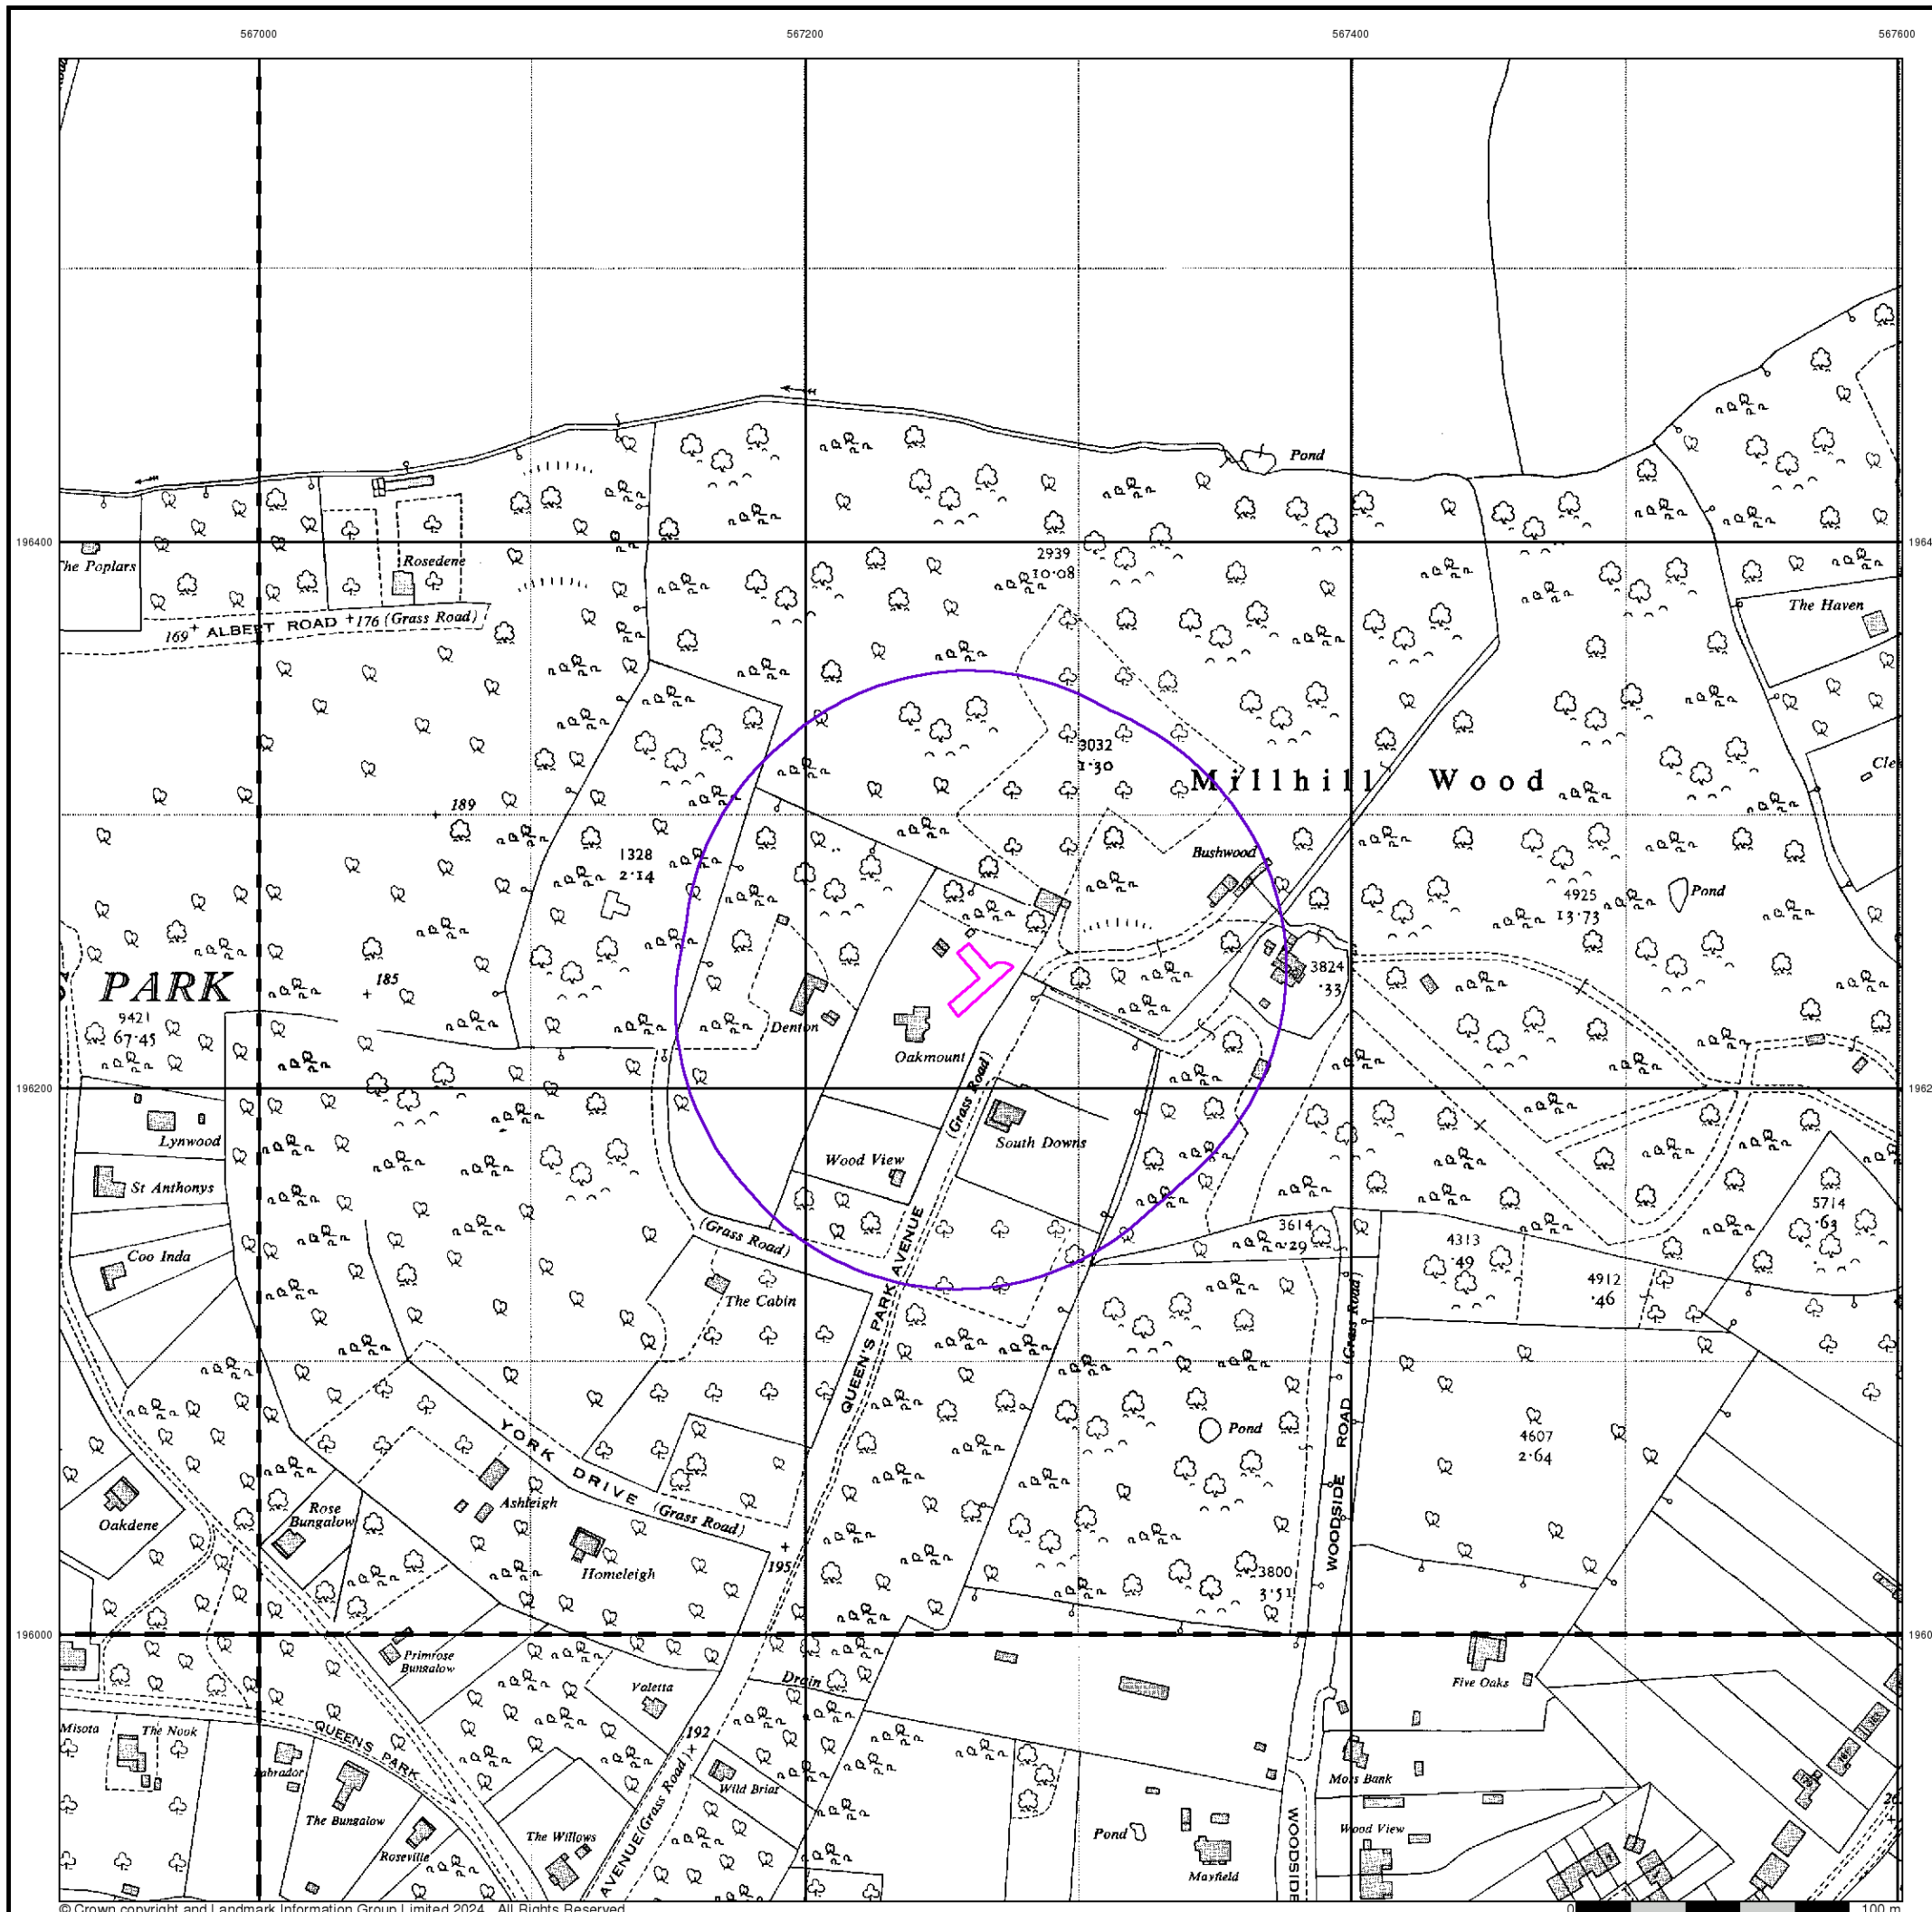 567000
567200
567400
567600
Pond
196400
The Poplars
Rosedene
2939
10·08
169 ALBERT ROAD 176 (Grass Road)
The Haven
3032
1·30
Millhill Wood
189
Bushwood
1328
2·14
4925
13·73
Pond
PARK
185
3824
·33
9421
67·45
Denton
Oakmount
196200
(Grass Road)
Lynwood
South Downs
Wood View
St Anthonys
5714
·63
(Grass Road)
3614
·29
4313
·49
Coo Inda
4912
·46
The Cabin
QUEEN'S PARK AVENUE
WOODSIDE ROAD (Grass Road)
Pond
4607
2·64
YORK DRIVE (Grass Road)
Ashleigh
Rose
Bungalow
Oakdene
Homeleigh
195
3800
3·51
196000
Primrose
Bungalow
Drain
Valetta
Five Oaks
Misota
The Nook
QUEEN'S PARK
192
Labrador
Wild Briar
Moss Bank
The Bungalow
AVENUE (Grass Road)
The Willows
Roseville
Pond
Wood View
WOODSIDE
Mayfield
© Crown copyright and Landmark Information Group Limited 2024. All Rights Reserved.
0
100 m